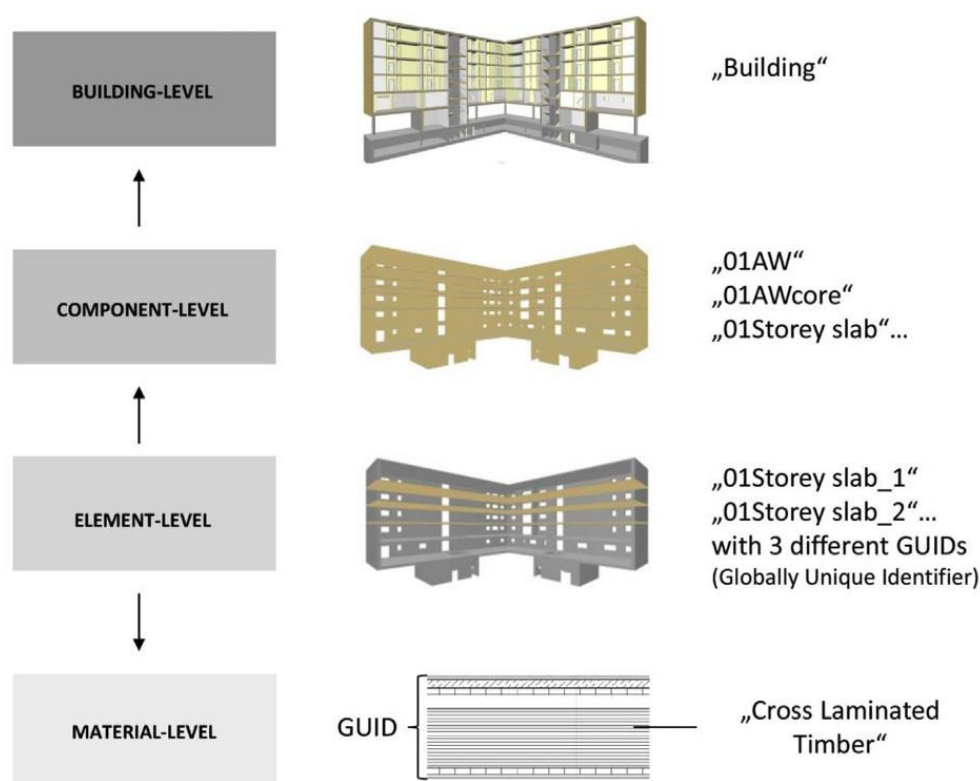 BUILDING-LEVEL
„Building“
COMPONENT-LEVEL
„01AW“
„01AWcore“
„01Storey slab“...
ELEMENT-LEVEL
„01Storey slab_1“
„01Storey slab_2“...
with 3 different GUIDs
(Globally Unique Identifier)
MATERIAL-LEVEL
GUID
„Cross Laminated
Timber“